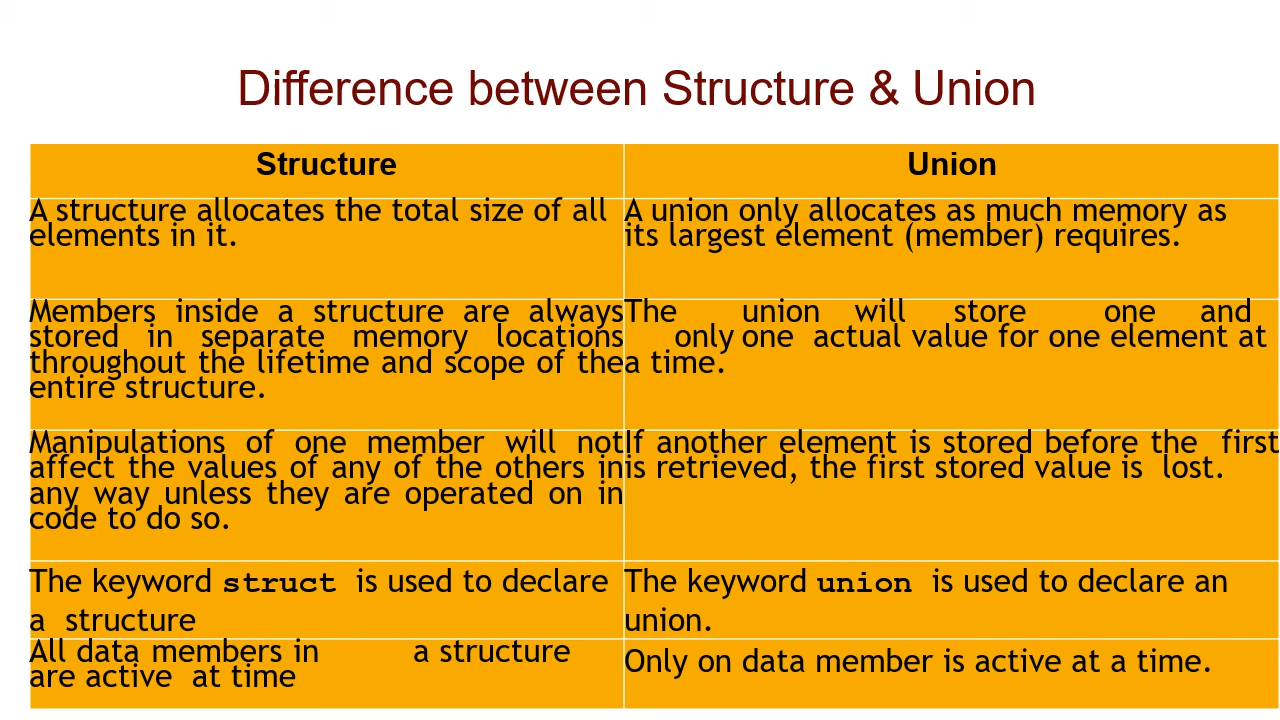 Difference between Structure & Union
Structure
Union
A structure allocates the total size of all
elements in it.
A union only allocates as much memory as
its largest element (member) requires.
Members inside a structure are always
stored in separate memory locations
throughout the lifetime and scope of the
entire structure.
The union will store one and
only one actual value for one element at
a time.
Manipulations of one member will not
affect the values of any of the others in
any way unless they are operated on in
code to do so.
If another element is stored before the first
is retrieved, the first stored value is lost.
The keyword struct is used to declare
a structure
The keyword union is used to declare an
union.
All data members in a structure
are active at time
Only on data member is active at a time.